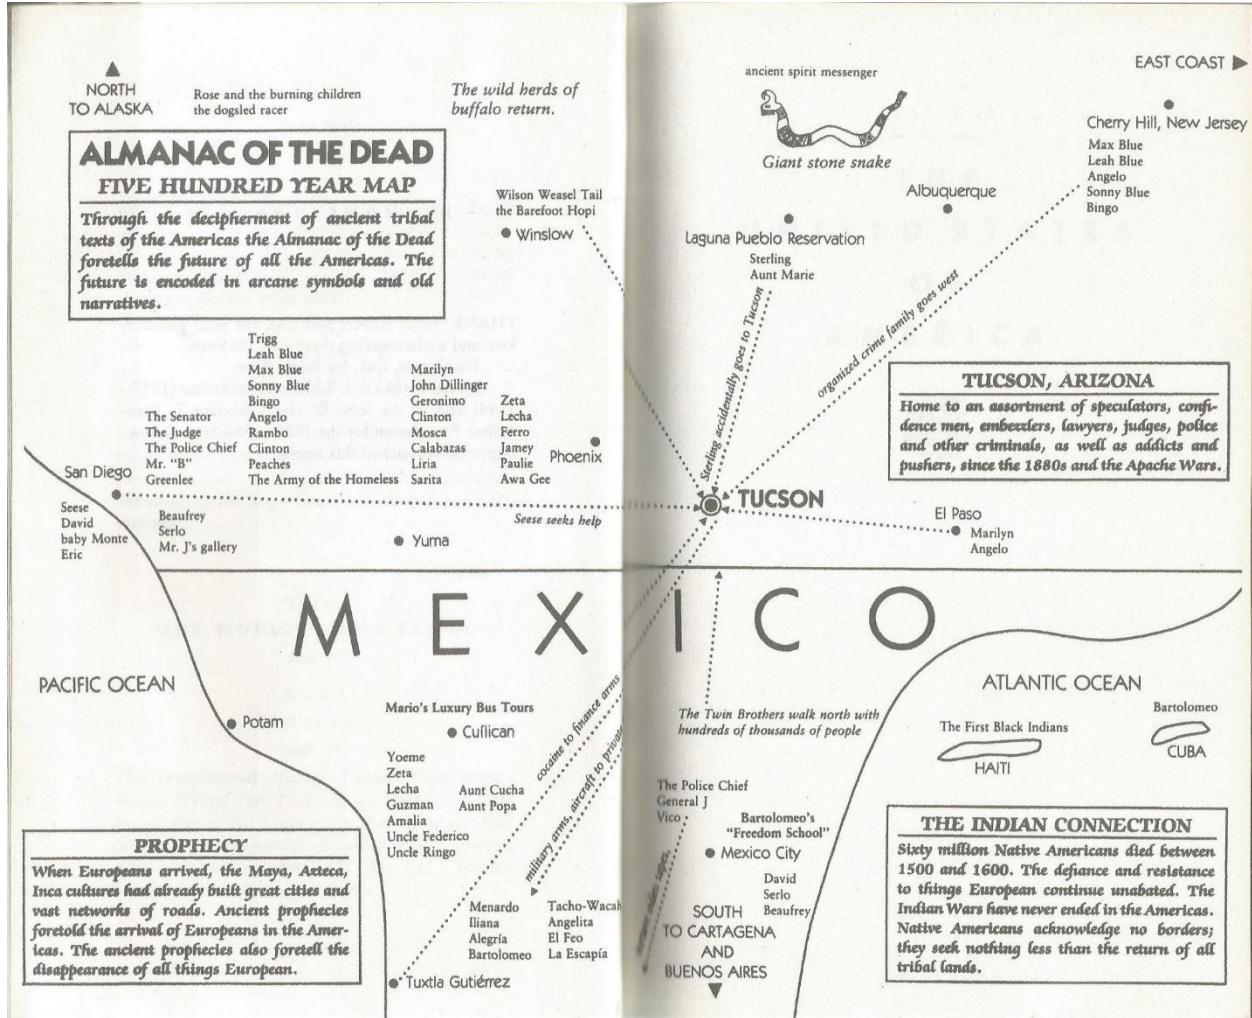 NORTH
TO ALASKA
Rose and the burning children
the dogsled racer
The wild herds of
buffalo return.
ALMANAC OF THE DEAD
FIVE HUNDRED YEAR MAP
Through the decipherment of ancient tribal
texts of the Americas the Almanac of the Dead
foretells the future of all the Americas. The
future is encoded in arcane symbols and old
narratives.
Wilson Weasel Tail
the Barefoot Hopi
Winslow
ancient spirit messenger
Giant stone snake
EAST COAST
Cherry Hill, New Jersey
Max Blue
Leah Blue
Angelo
Sonny Blue
Bingo
Albuquerque
Laguna Pueblo Reservation
Sterling
Aunt Marie
Sterling accidentally goes to Tucson
organized crime family goes west
TUCSON, ARIZONA
Home to an assortment of speculators, confi-
dence men, embezzlers, lawyers, judges, police
and other criminals, as well as addicts and
pushers, since the 1880s and the Apache Wars.
The Senator
The Judge
The Police Chief
Mr. "B"
Greenlee
Trigg
Leah Blue
Max Blue
Sonny Blue
Bingo
Angelo
Rambo
Clinton
Peaches
The Army of the Homeless
Marilyn
John Dillinger
Geronimo
Clinton
Mosca
Calabazas
Liria
Sarita
Zeta
Lecha
Ferro
Jamey
Paulie
Awa Gee
Phoenix
San Diego
Seese
David
baby Monte
Eric
Beaufrey
Serlo
Mr. J's gallery
Seese seeks help
Yuma
TUCSON
El Paso
Marilyn
Angelo
MEXICO
PACIFIC OCEAN
Potam
Mario's Luxury Bus Tours
Culican
Yoeme
Zeta
Lecha
Guzman
Amalia
Uncle Federico
Uncle Ringo
Aunt Cucha
Aunt Popa
cocaine to finance arms
military arms, aircraft to private
The Twin Brothers walk north with
hundreds of thousands of people
ATLANTIC OCEAN
The First Black Indians
HAITI
Bartolomeo
CUBA
PROPHECY
When Europeans arrived, the Maya, Azteca,
Inca cultures had already built great cities and
vast networks of roads. Ancient prophecies
foretold the arrival of Europeans in the Amer-
icas. The ancient prophecies also foretell the
disappearance of all things European.
Menardo
Iliana
Alegría
Bartolomeo
Tacho-Wacah
Angelita
El Feo
La Escapía
Tuxtla Gutiérrez
The Police Chief
General J
Vico
Bartolomeo's
"Freedom School"
Mexico City
David
Serlo
Beaufrey
video tapes
SOUTH
TO CARTAGENA
AND
BUENOS AIRES
THE INDIAN CONNECTION
Sixty million Native Americans died between
1500 and 1600. The defiance and resistance
to things European continue unabated. The
Indian Wars have never ended in the Americas.
Native Americans acknowledge no borders;
they seek nothing less than the return of all
tribal lands.